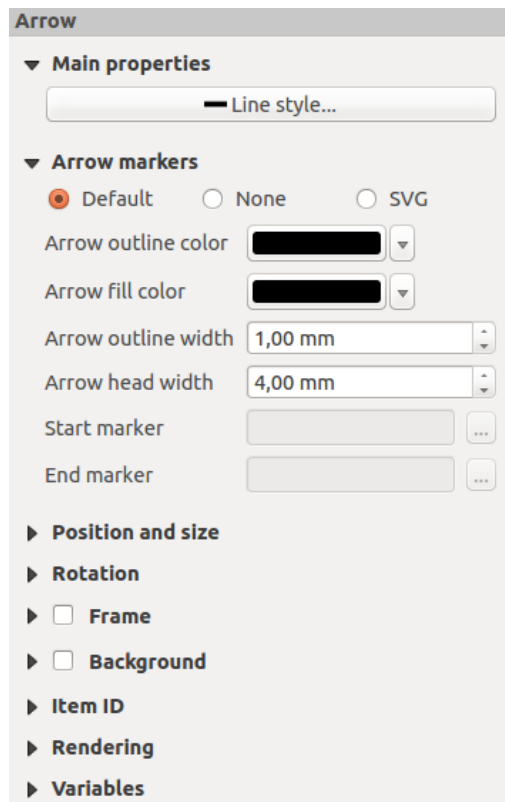 Arrow
Main properties
Line style...
Arrow markers
Default None SVG
Arrow outline color
Arrow fill color
Arrow outline width 1,00 mm
Arrow head width 4,00 mm
Start marker ...
End marker ...
Position and size
Rotation
Frame
Background
Item ID
Rendering
Variables